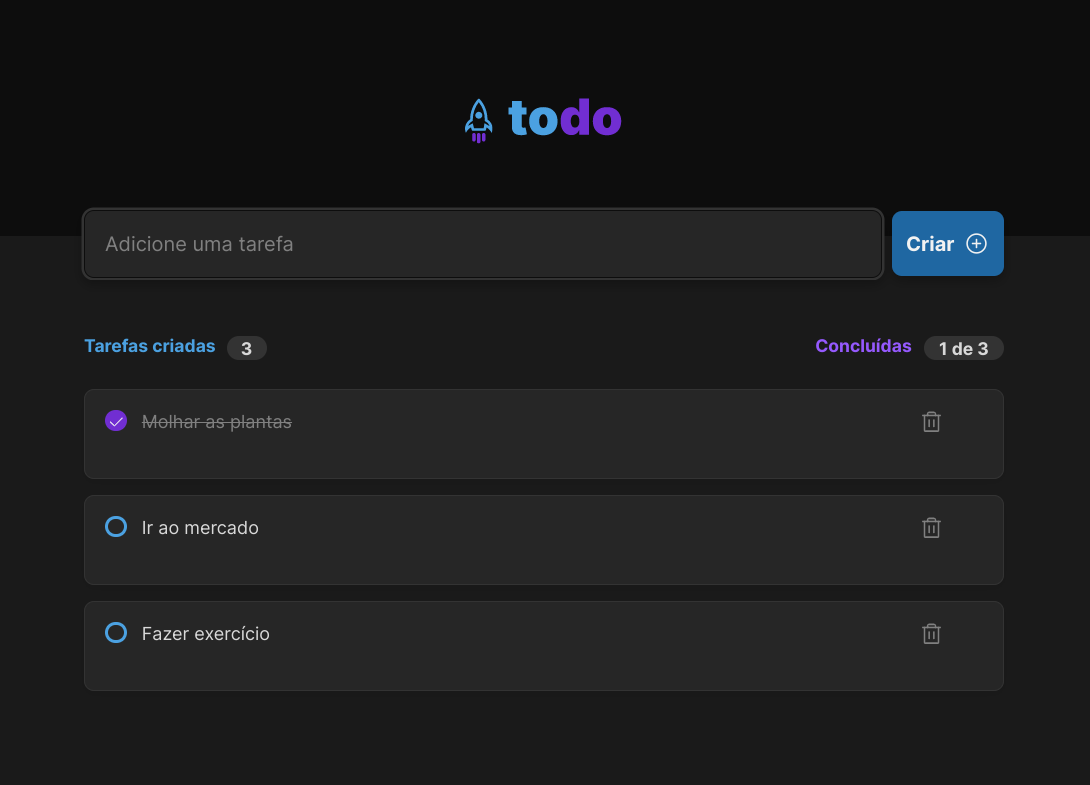 todo
Adicione uma tarefa
Criar
Tarefas criadas 3
Concluídas 1 de 3
Molhar as plantas
Ir ao mercado
Fazer exercício